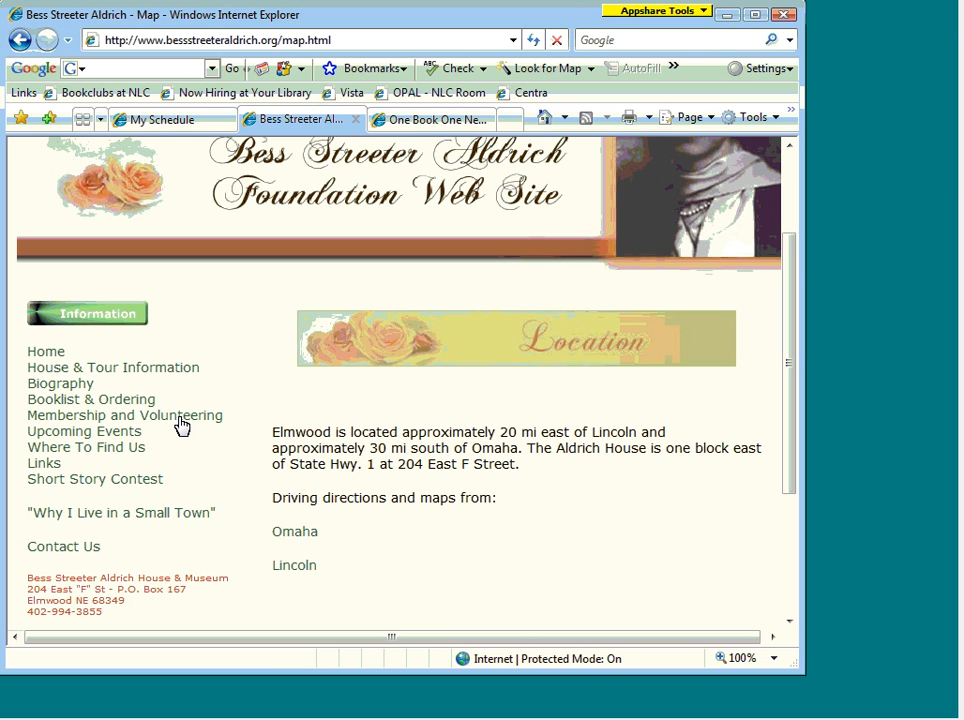 Bess Streeter Aldrich - Map - Windows Internet Explorer
Appshare Tools
http://www.bessstreeteraldrich.org/map.html
Google
Google G Go Bookmarks Check Look for Map AutoFill » Settings
Links Bookclubs at NLC Now Hiring at Your Library Vista OPAL - NLC Room Centra
My Schedule Bess Streeter Al... One Book One Ne... Page Tools »
Bess Streeter Aldrich
Foundation Web Site
Information
Location
Home
House & Tour Information
Biography
Booklist & Ordering
Membership and Volunteering
Upcoming Events
Where To Find Us
Links
Short Story Contest
"Why I Live in a Small Town"
Contact Us
Bess Streeter Aldrich House & Museum
204 East "F" St - P.O. Box 167
Elmwood NE 68349
402-994-3855
Elmwood is located approximately 20 mi east of Lincoln and
approximately 30 mi south of Omaha. The Aldrich House is one block east
of State Hwy. 1 at 204 East F Street.
Driving directions and maps from:
Omaha
Lincoln
Internet | Protected Mode: On
100%